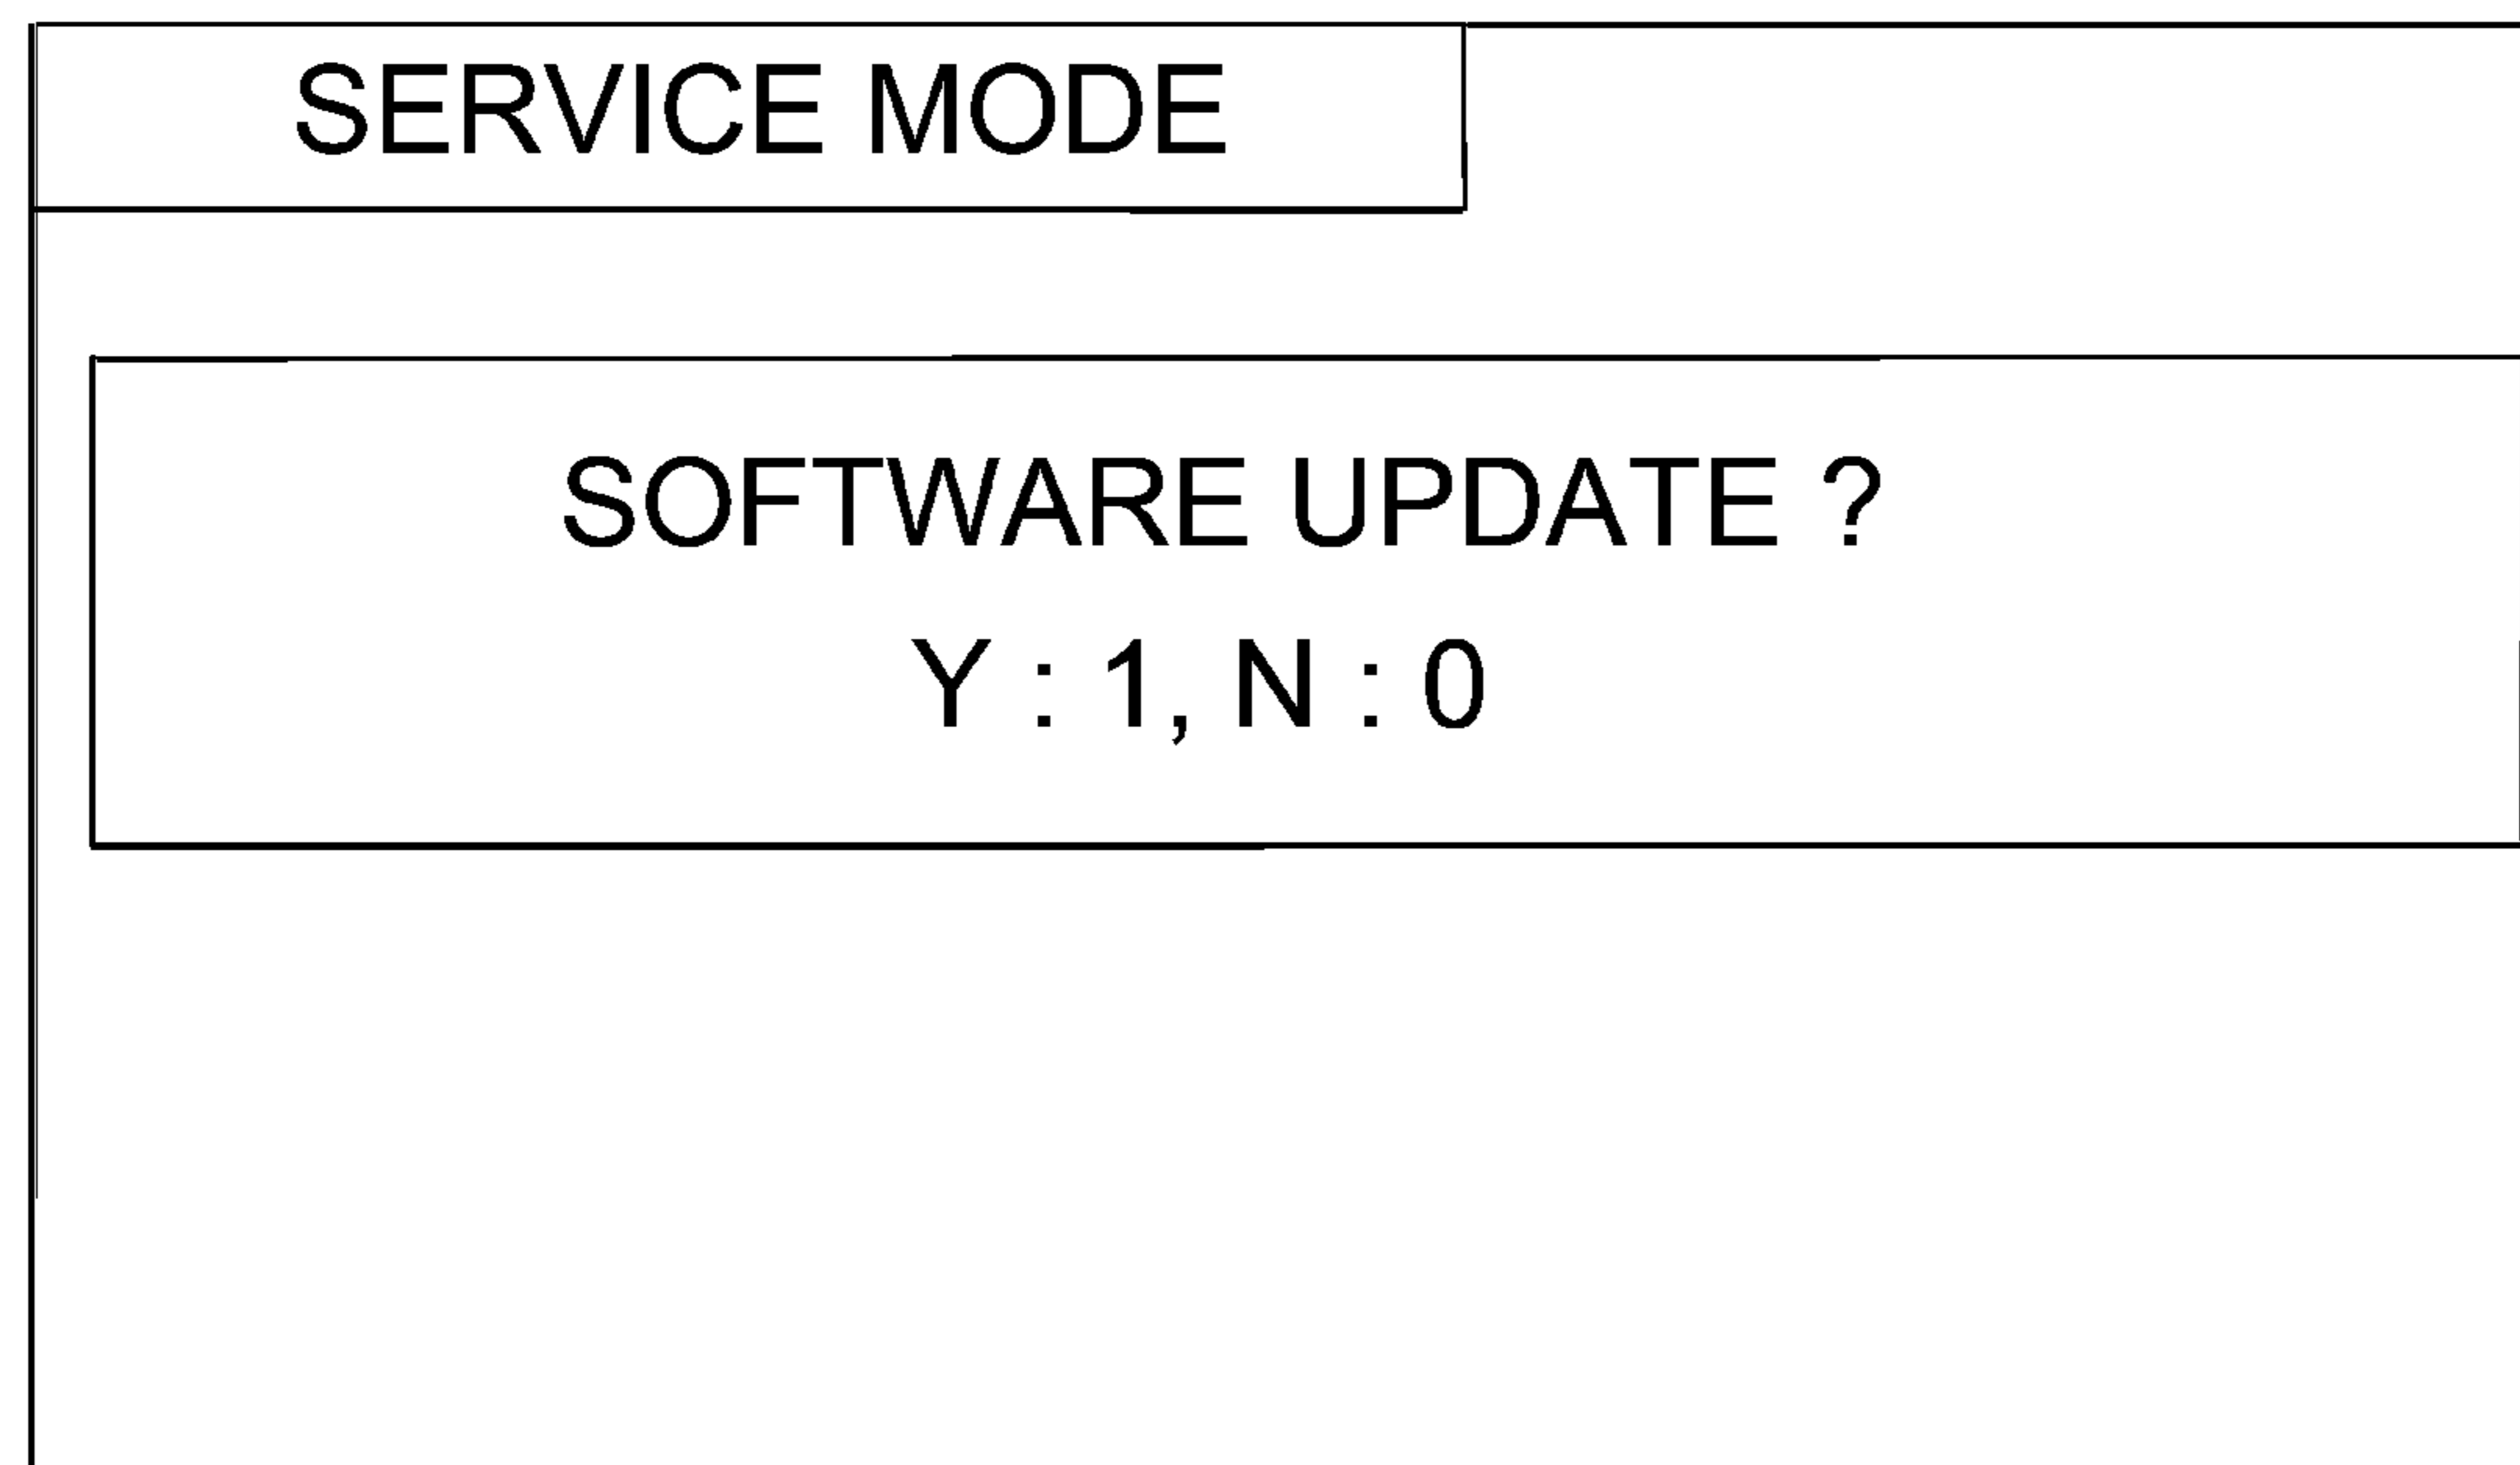 SERVICE MODE
SOFTWARE UPDATE ?
Y : 1, N : 0